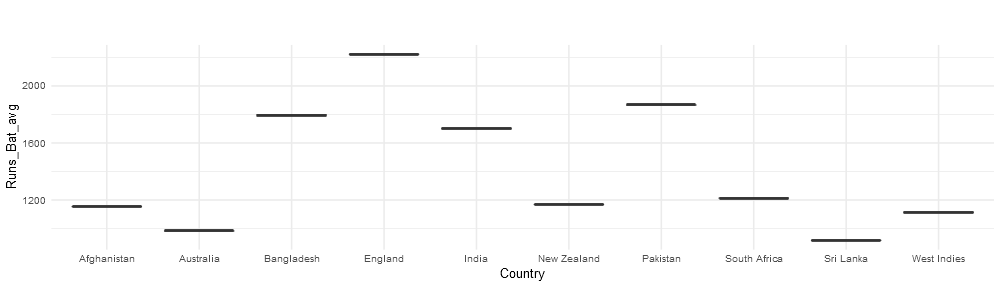 Runs_Bat_avg
2000
1600
1200
Afghanistan Australia Bangladesh England India New Zealand Pakistan South Africa Sri Lanka West Indies
Country